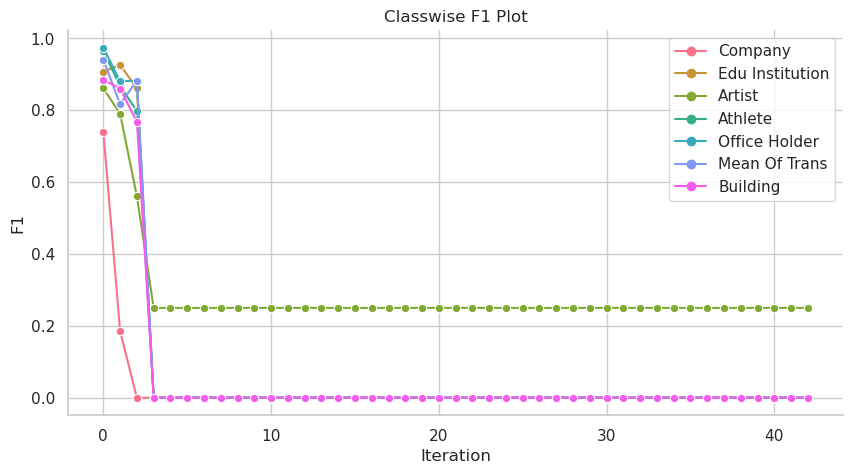 Classwise F1 Plot
1.0
0.8
0.6
0.4
0.2
0.0
F1
0
10
20
30
40
Iteration
Company
Edu Institution
Artist
Athlete
Office Holder
Mean Of Trans
Building